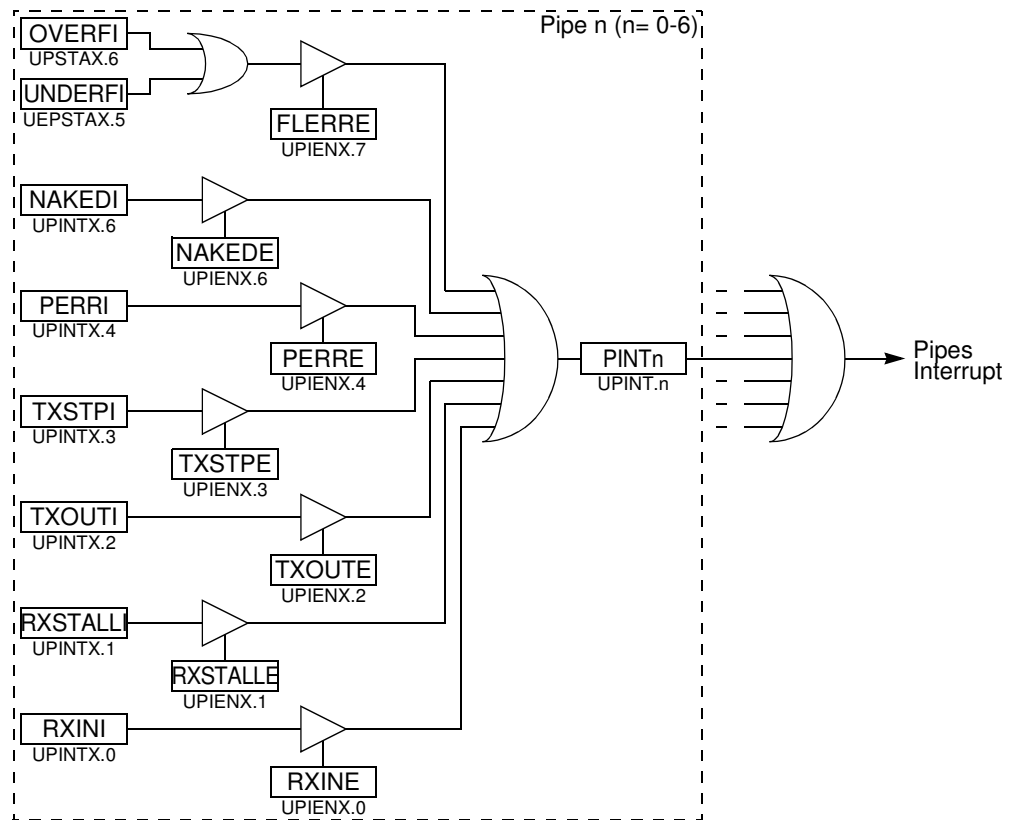 Pipe n (n= 0-6)
OVERFI
UPSTAX.6
UNDERFI
UEPSTAX.5
FLERRE
UPIENX.7
NAKEDI
UPINTX.6
NAKEDE
UPIENX.6
PERRI
UPINTX.4
PERRE
UPIENX.4
TXSTPI
UPINTX.3
TXSTPE
UPIENX.3
TXOUTI
UPINTX.2
TXOUTE
UPIENX.2
RXSTALLI
UPINTX.1
RXSTALLE
UPIENX.1
RXINI
UPINTX.0
RXINE
UPIENX.0
PINTn
UPINT.n
Pipes
Interrupt